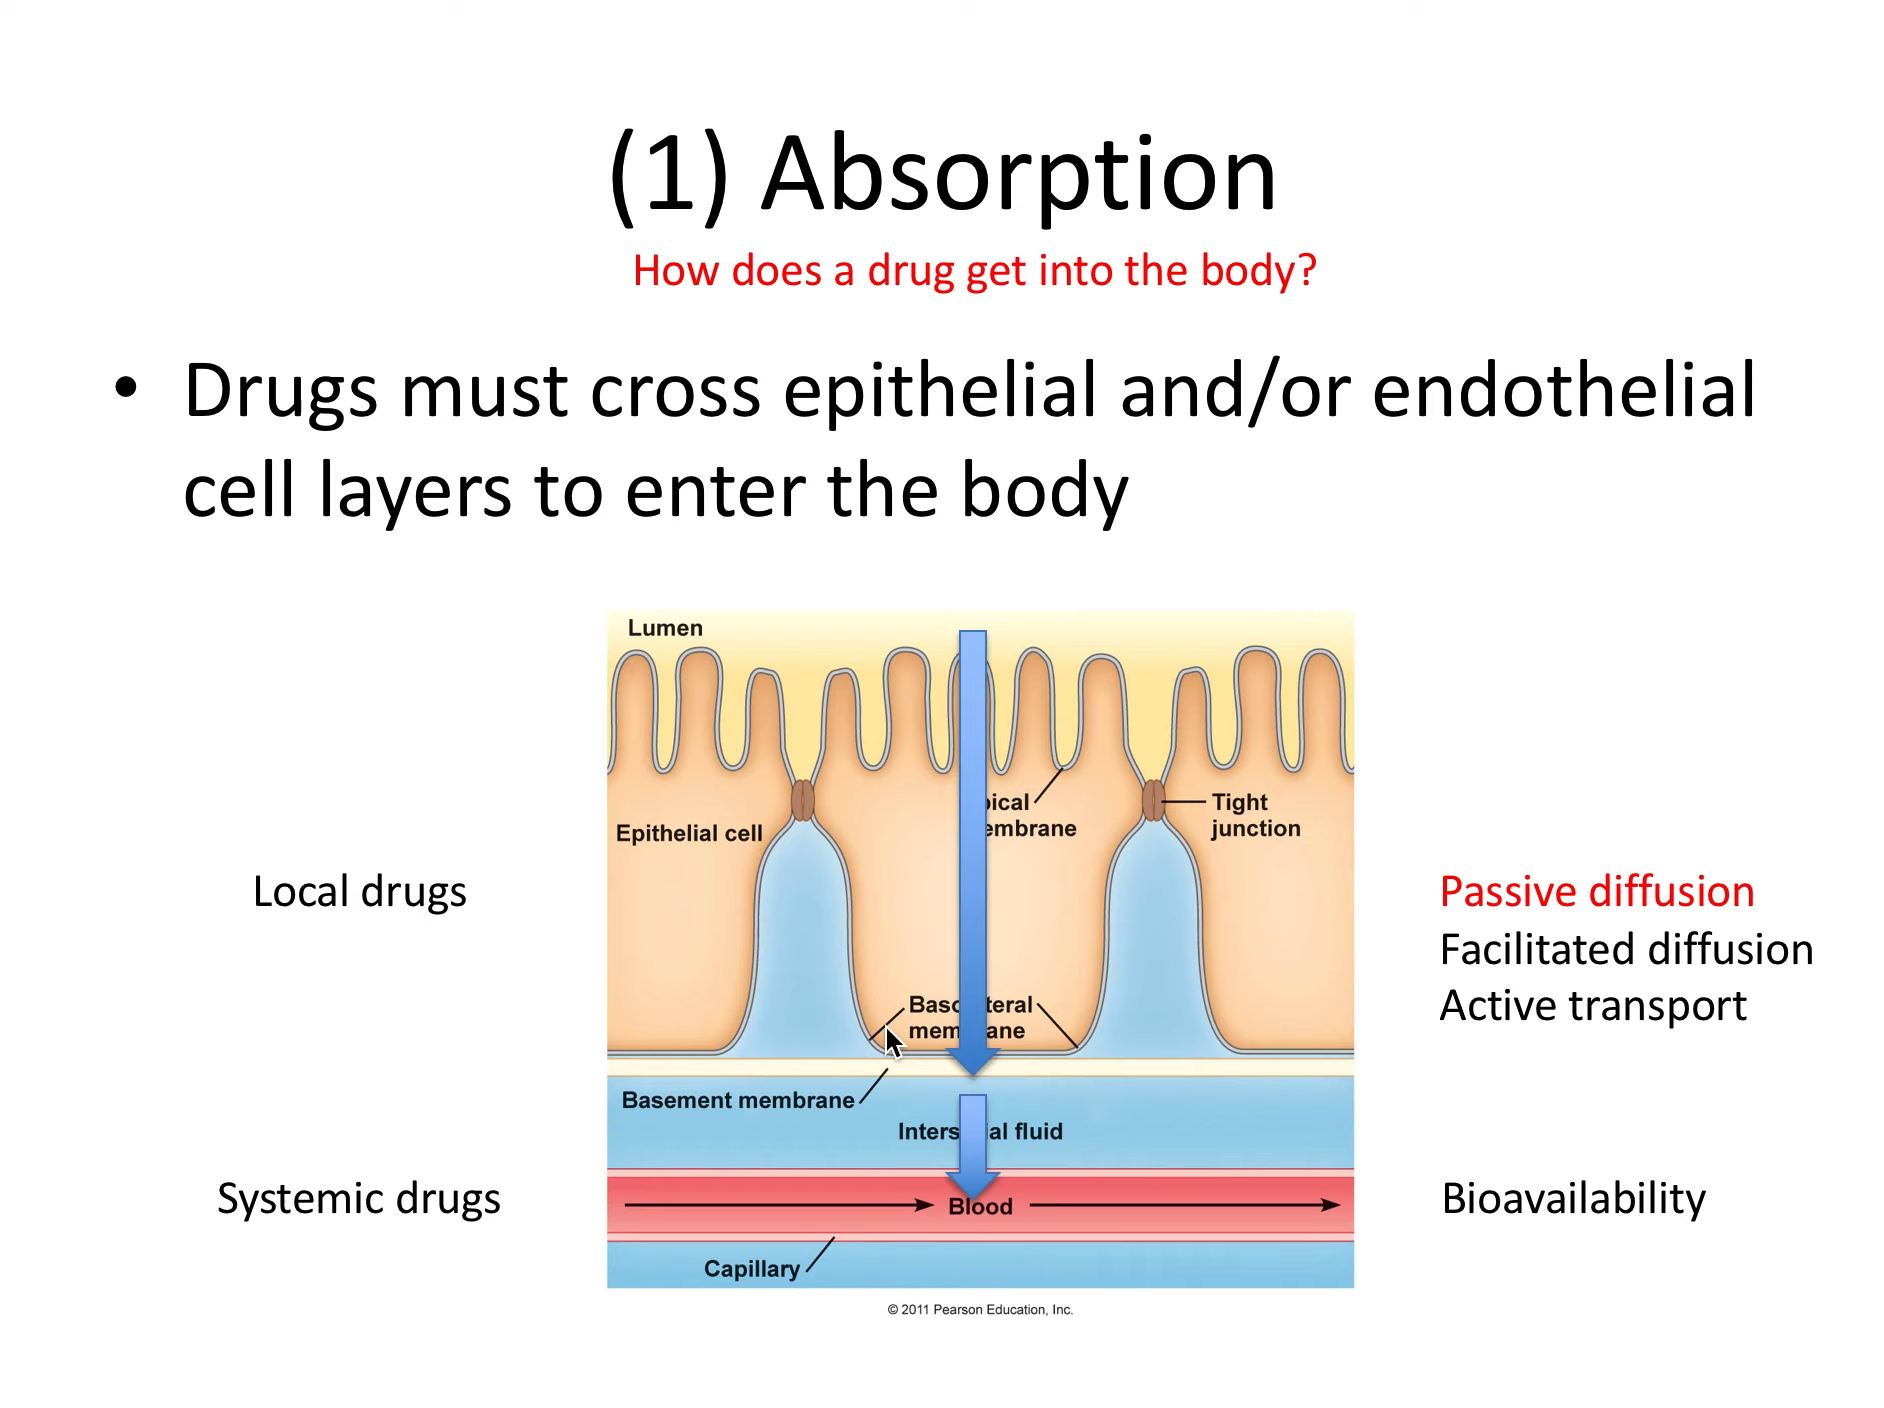 (1) Absorption
How does a drug get into the body?
• Drugs must cross epithelial and/or endothelial
cell layers to enter the body
Lumen
Tight
junction
Epithelial cell
Local drugs
Passive diffusion
Facilitated diffusion
Active transport
Basement membrane
fluid
Systemic drugs
Blood
Bioavailability
Capillary
© 2011 Pearson Education, Inc.